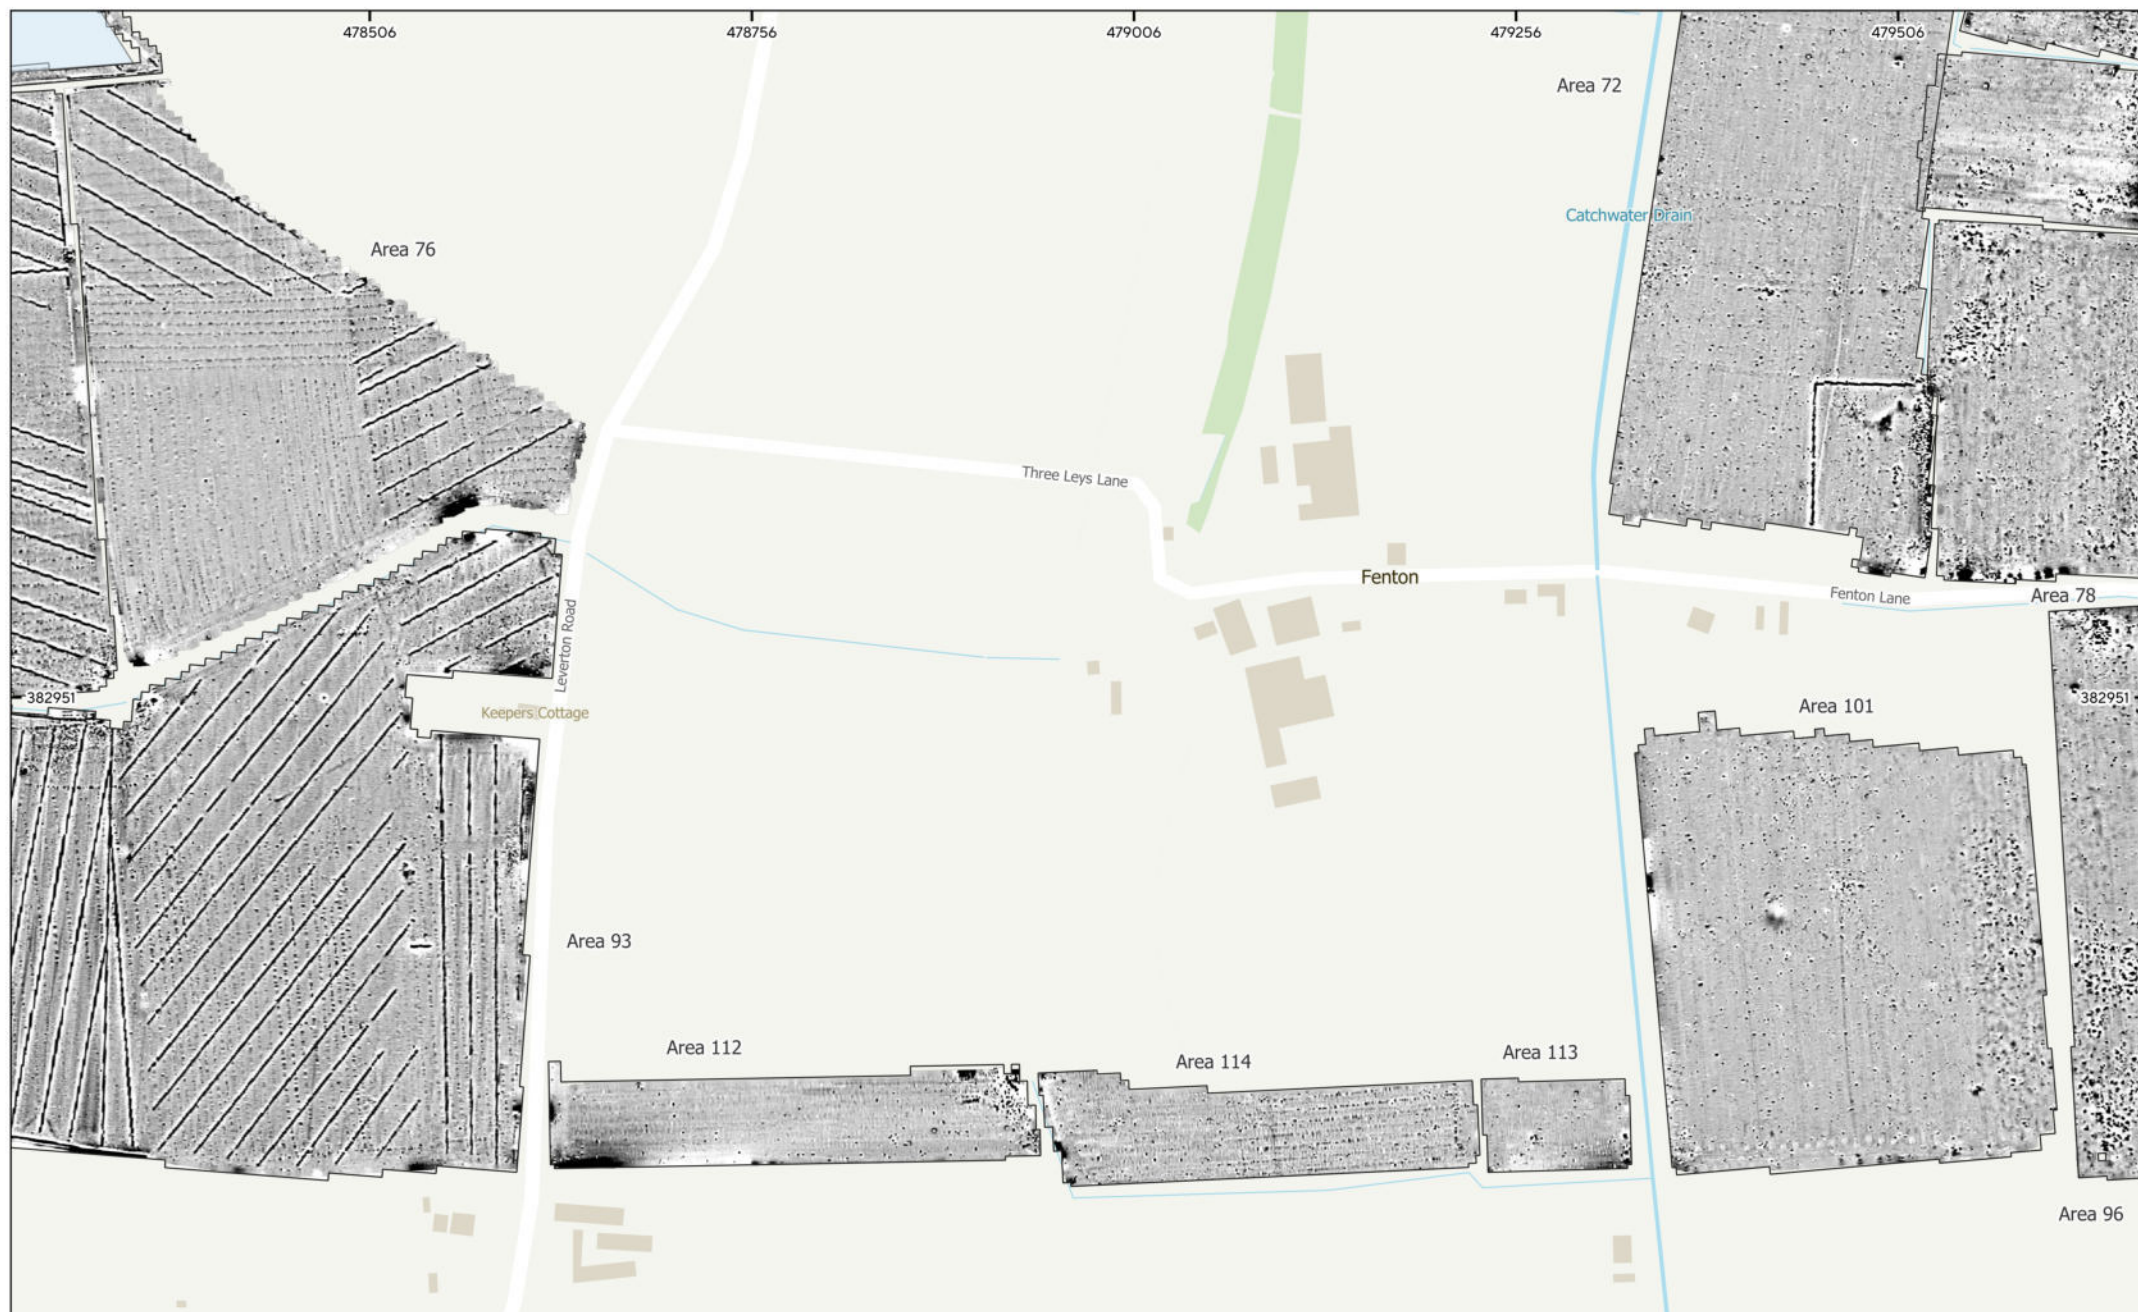 478506
478756
479006
479256
479506
Area 72
Catchwater Drain
Area 76
Three Leys Lane
Fenton
Fenton Lane
Area 78
Leverton Road
382951
382951
Keepers Cottage
Area 101
Area 93
Area 112
Area 114
Area 113
Area 96